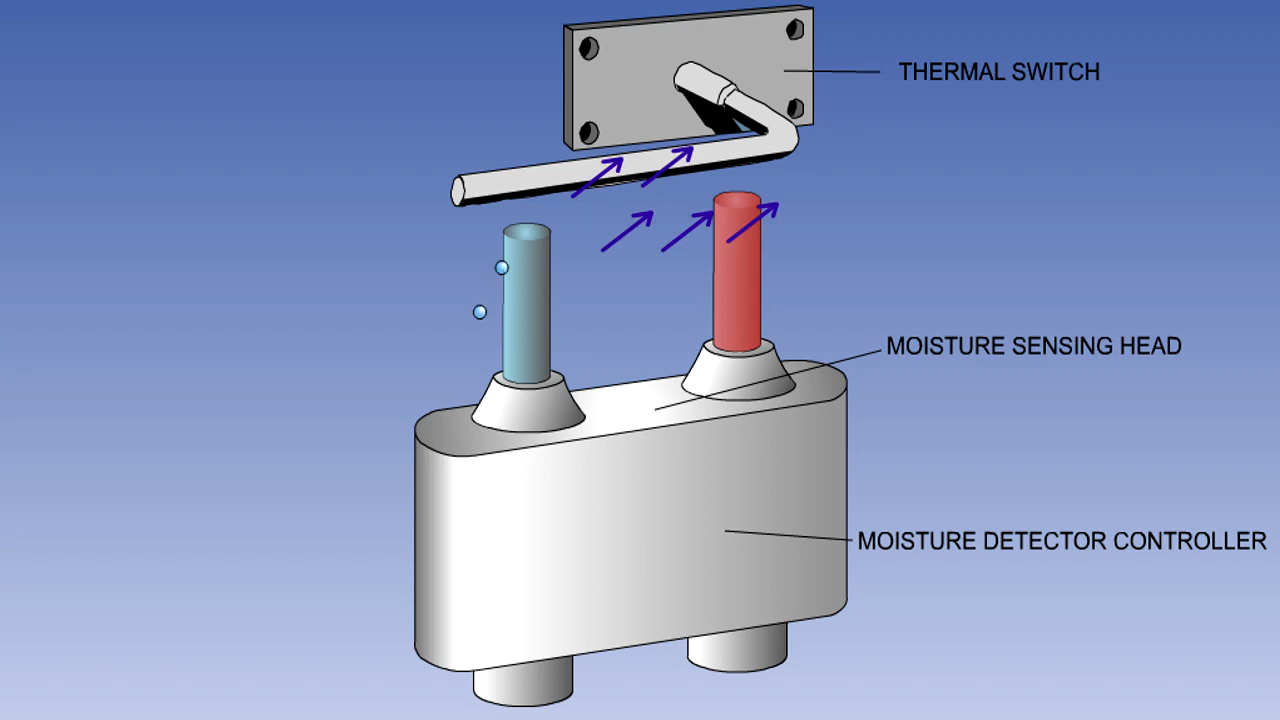 THERMAL SWITCH
MOISTURE SENSING HEAD
MOISTURE DETECTOR CONTROLLER